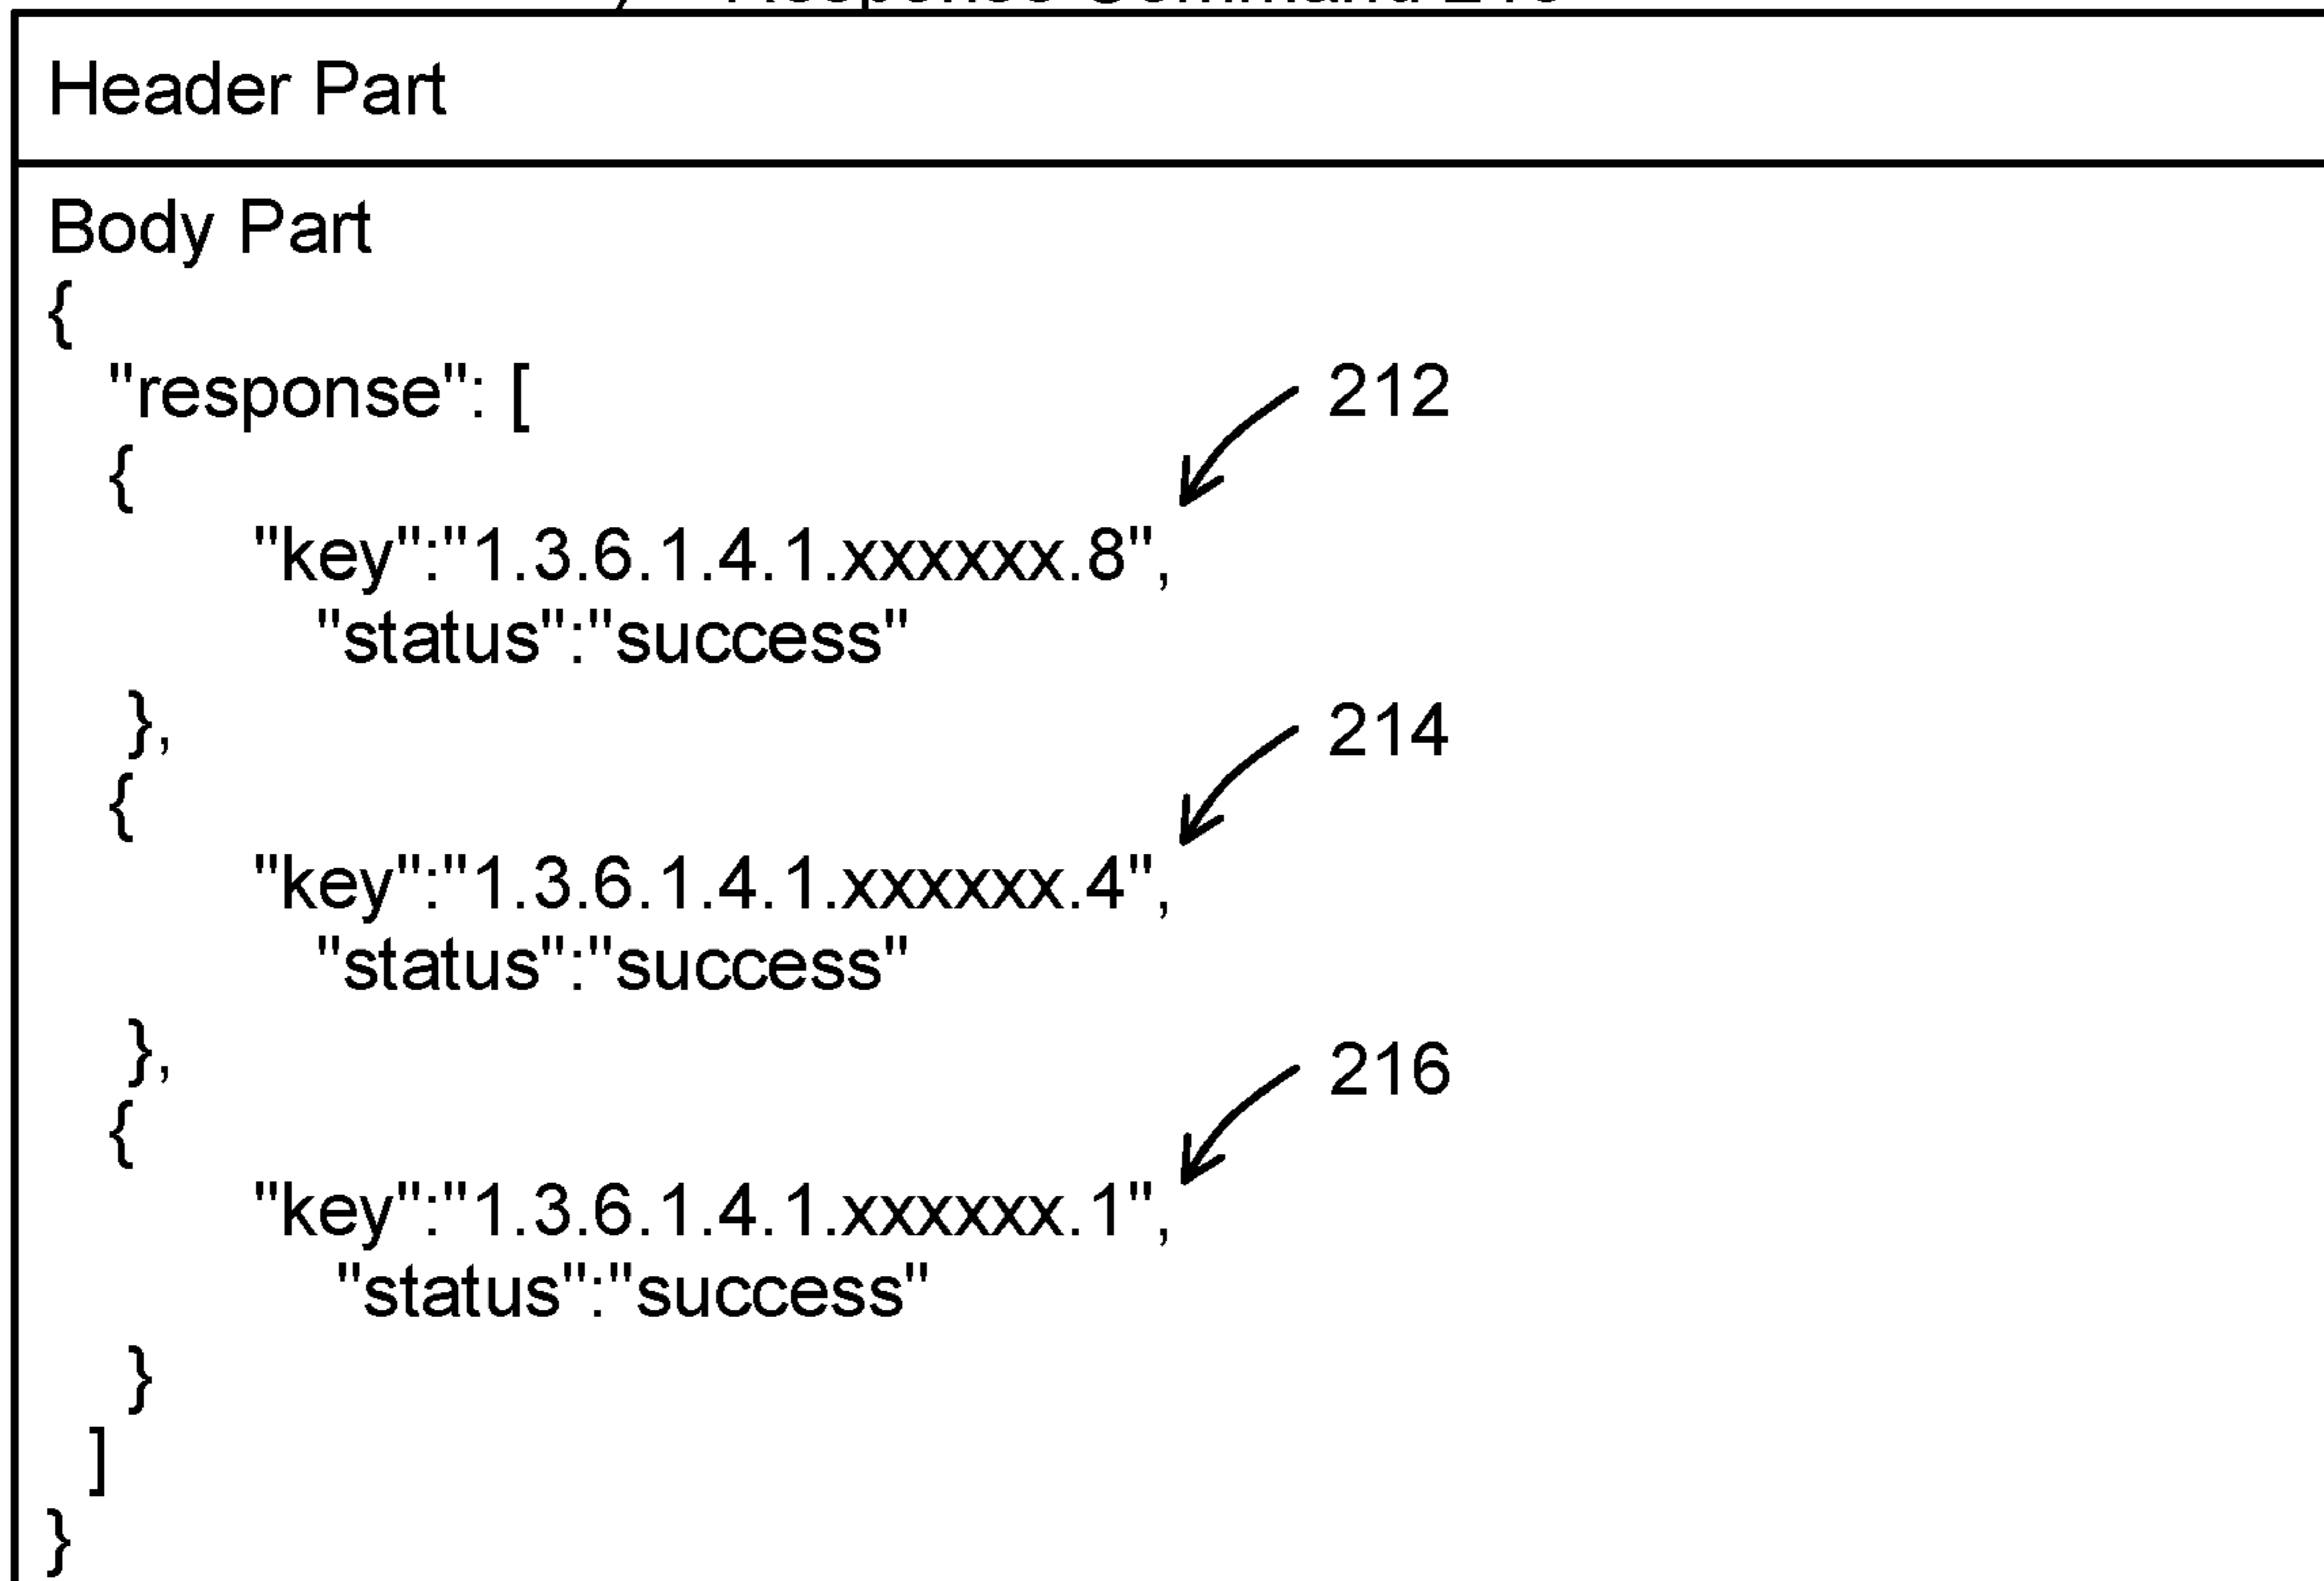 Header Part
Body Part
{
"response": [
212
{
"key":"1.3.6.1.4.1.xxxxxx.8",
"status":"success"
},
214
{
"key":"1.3.6.1.4.1.xxxxxx.4",
"status":"success"
},
216
{
"key":"1.3.6.1.4.1.xxxxxx.1",
"status":"success"
}
]
}